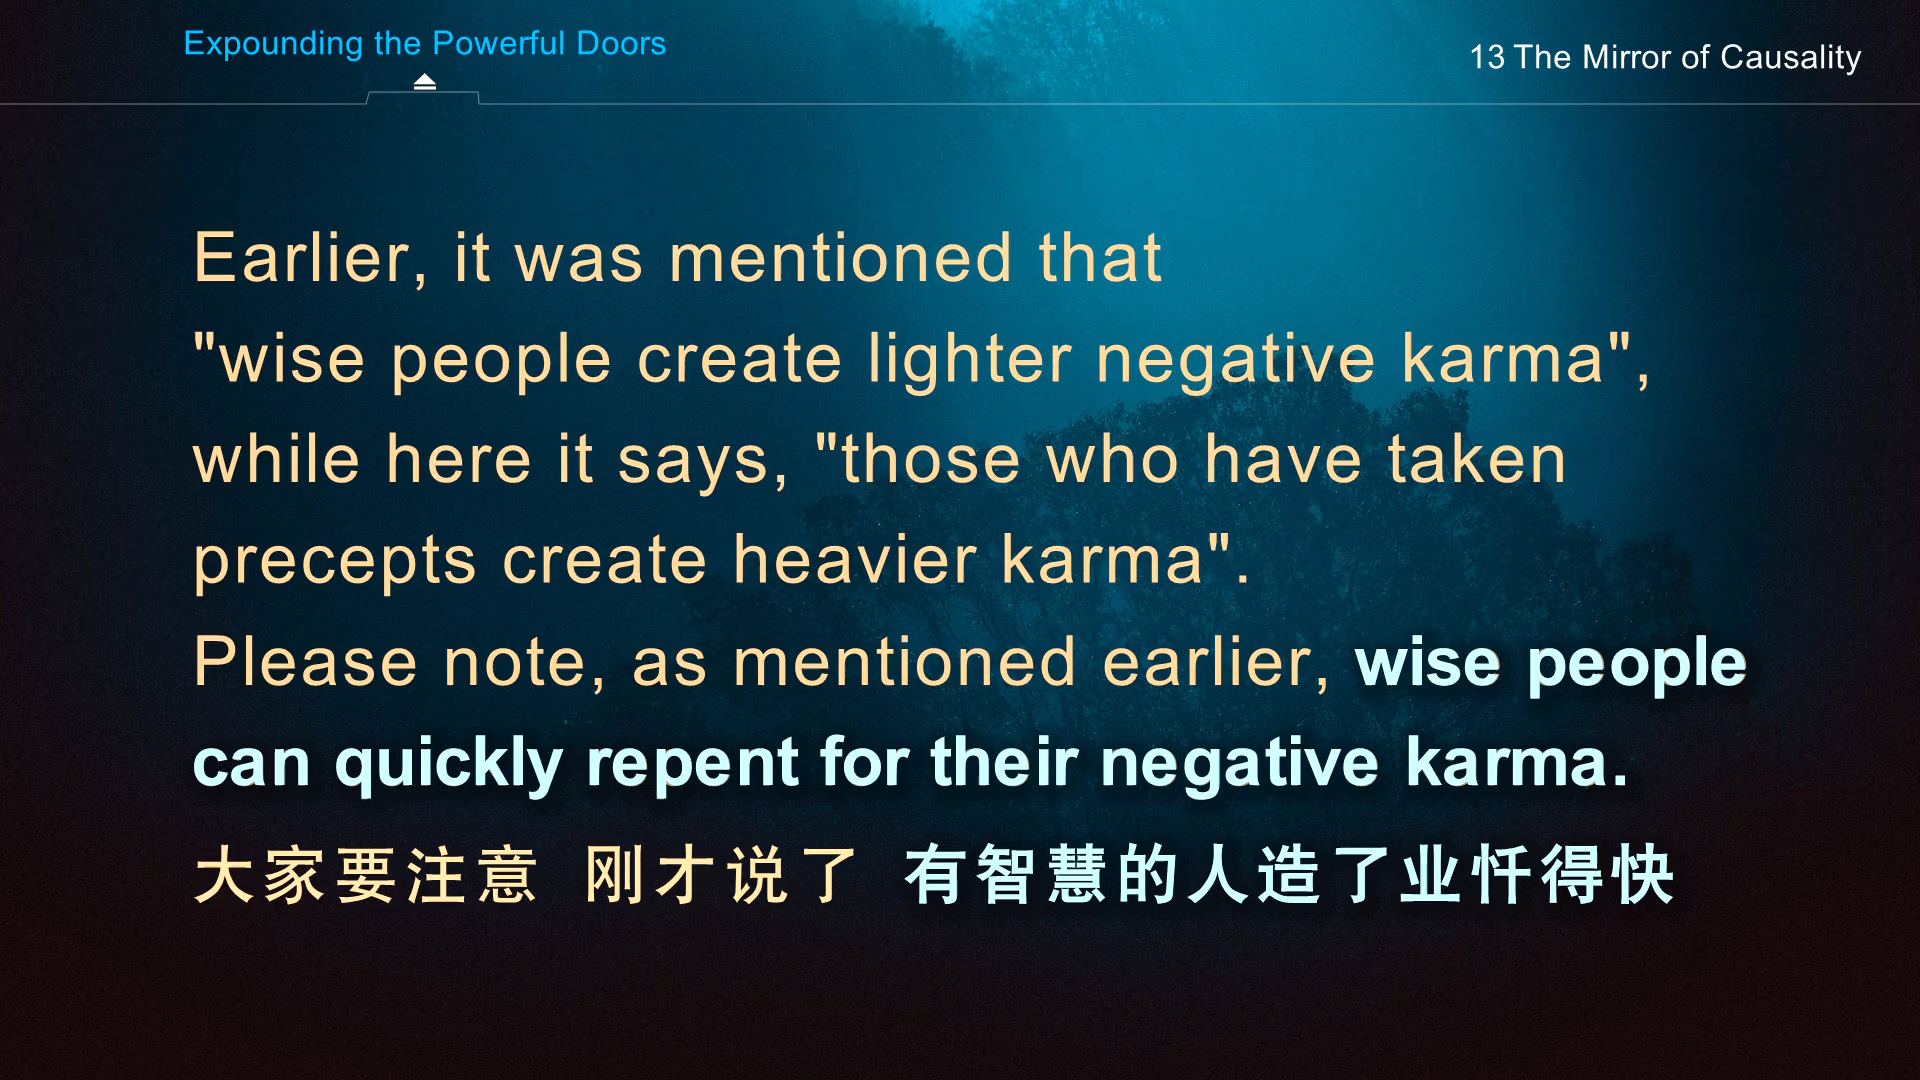 Expounding the Powerful Doors
13 The Mirror of Causality
Earlier, it was mentioned that
"wise people create lighter negative karma",
while here it says, "those who have taken
precepts create heavier karma".
Please note, as mentioned earlier, wise people
can quickly repent for their negative karma.
大家要注意 刚才说了 有智慧的人造了业忏得快